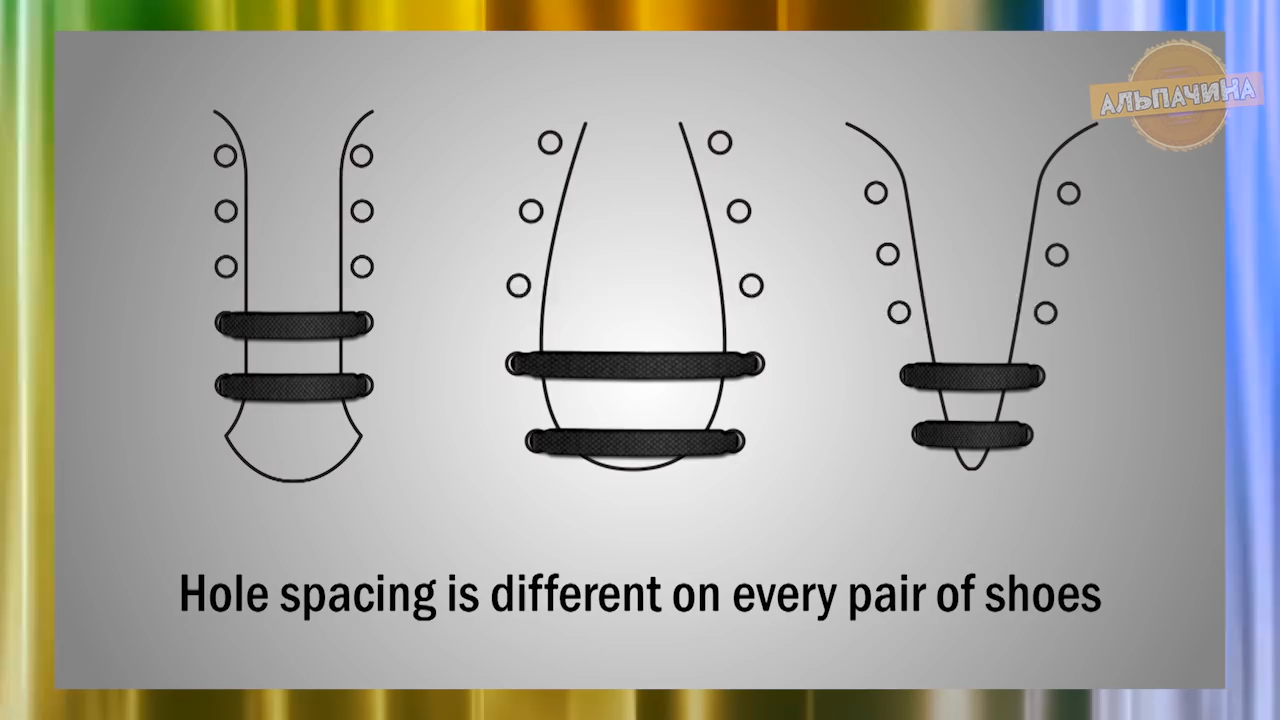 АЛЬПАЧИНА
Hole spacing is different on every pair of shoes